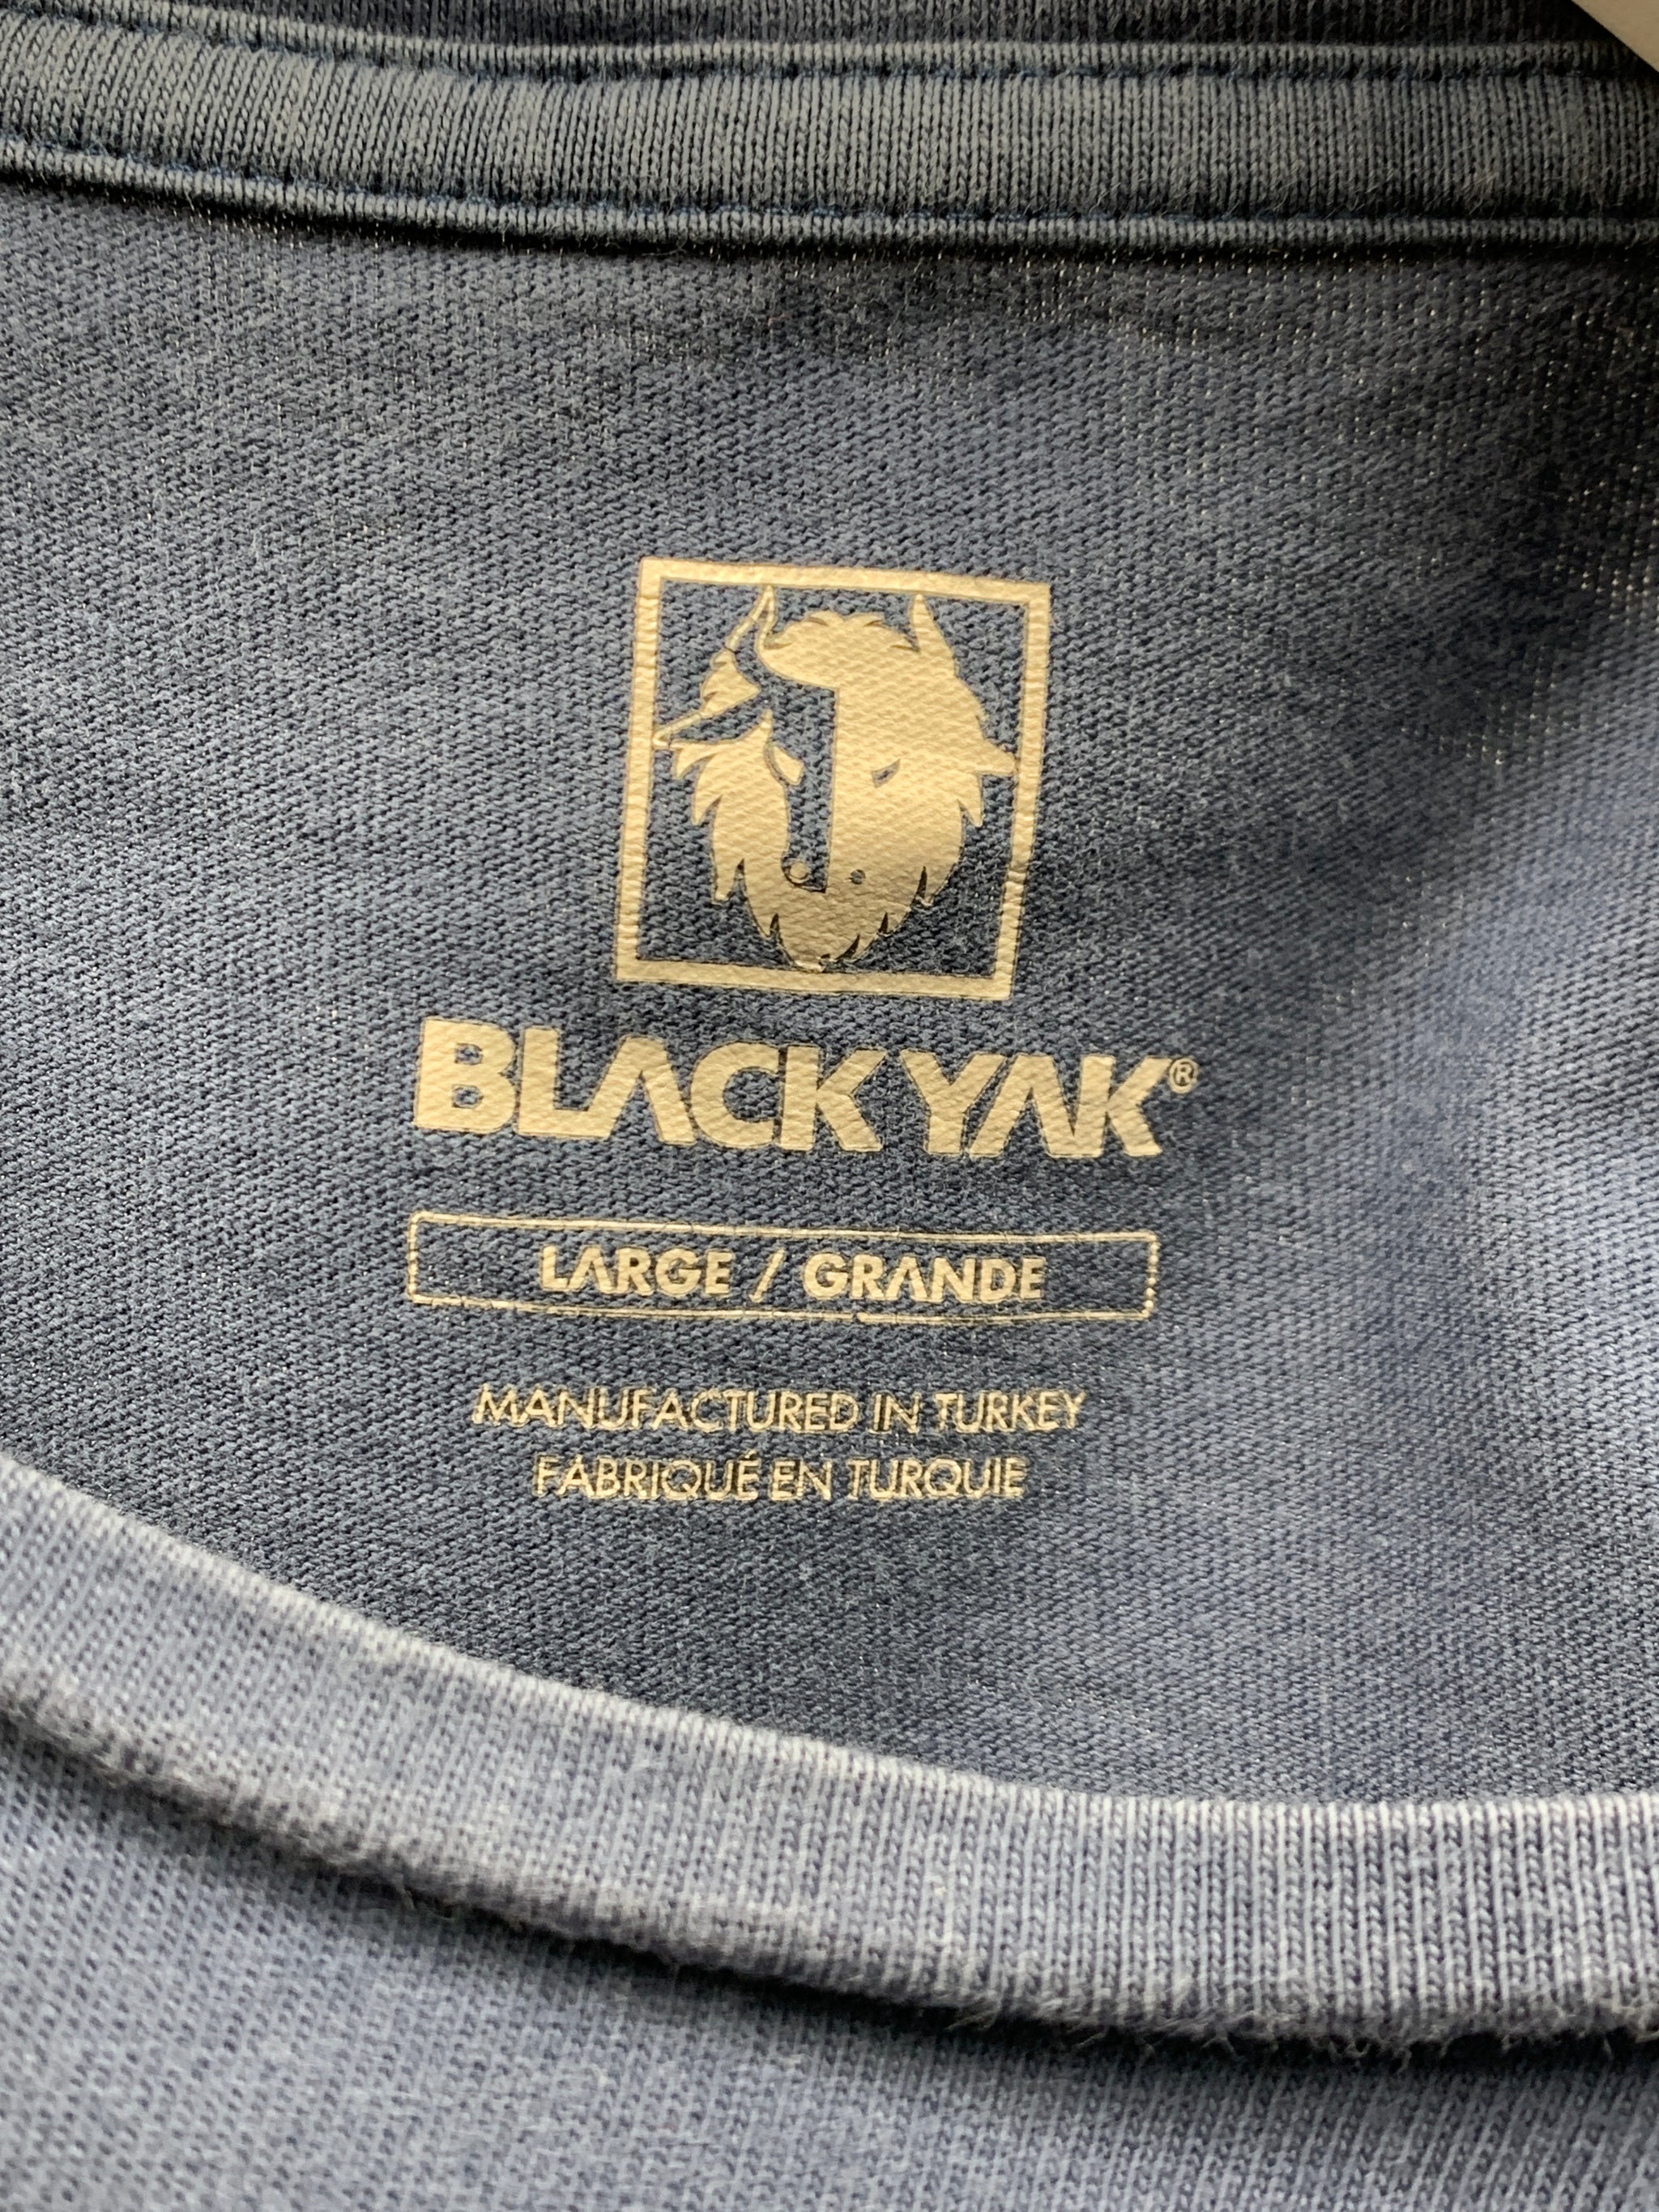 BLACKYAK®
LARGE / GRANDE
MANUFACTURED IN TURKEY
FABRIQUÉ EN TURQUIE